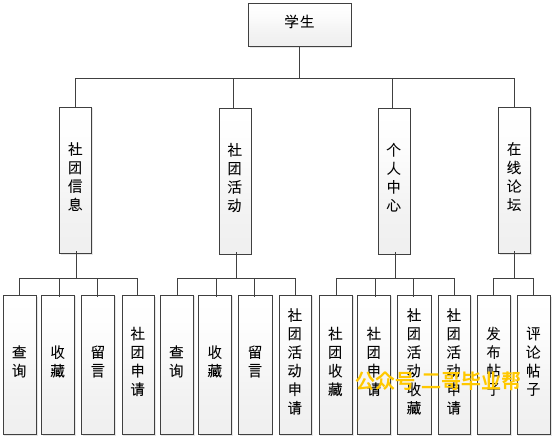 学生
社团信息
社团活动
个人中心
在线论坛
查询
收藏
留言
社团申请
查询
收藏
留言
社团活动申请
社团收藏
社团申请
社团活动收藏
社团活动申请
发布帖子
评论帖子
公众号:二哥毕业帮